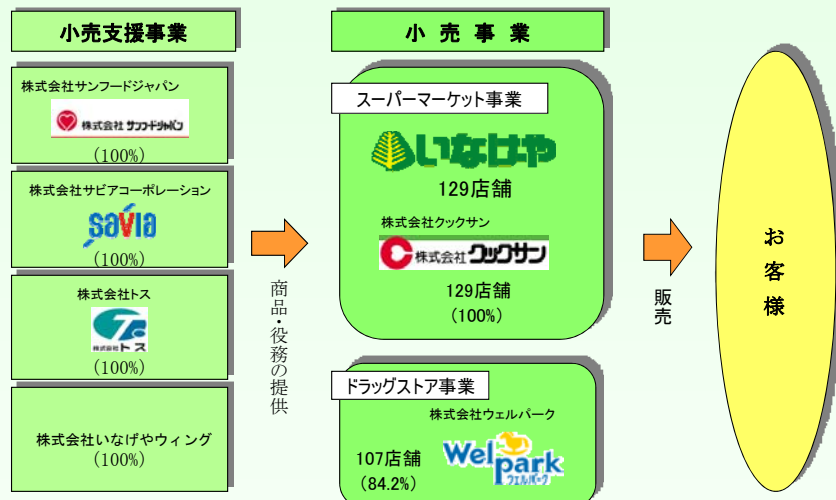 小売支援事業
株式会社サンフードジャパン
株式会社 サンフードジャパン
(100%)
株式会社サビアコーポレーション
savia
(100%)
株式会社トス
株式会社トス
(100%)
株式会社いなげやウィング
(100%)
商品・役務の提供
小売事業
スーパーマーケット事業
いなげや
129店舗
株式会社クックサン
株式会社クックサン
129店舗
(100%)
ドラッグストア事業
株式会社ウェルパーク
107店舗
(84.2%)
Welpark
ウェルパーク
販売
お客様